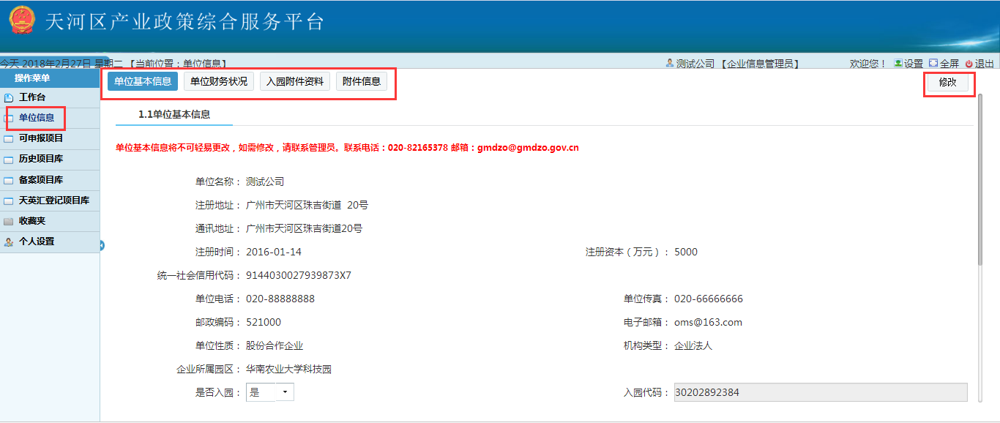 天河区产业政策综合服务平台
今天 2018年2月27日 星期二 【当前位置：单位信息】 测试公司 【企业信息管理员】 欢迎您！ 设置 全屏 退出
操作菜单
工作台
单位信息
可申报项目
历史项目库
备案项目库
天英汇登记项目库
收藏夹
个人设置
单位基本信息 单位财务状况 入园附件资料 附件信息 修改
1.1单位基本信息
单位基本信息将不可轻易更改，如需修改，请联系管理员。联系电话：020-82165378 邮箱：gmdzo@gmdzo.gov.cn
单位名称： 测试公司
注册地址： 广州市天河区珠吉街道 20号
通讯地址： 广州市天河区珠吉街道20号
注册时间： 2016-01-14 注册资本（万元）： 5000
统一社会信用代码： 9144030027939873X7
单位电话： 020-88888888 单位传真： 020-66666666
邮政编码： 521000 电子邮箱： oms@163.com
单位性质： 股份合作企业 机构类型： 企业法人
企业所属园区： 华南农业大学科技园
是否入园： 是 入园代码： 30202892384